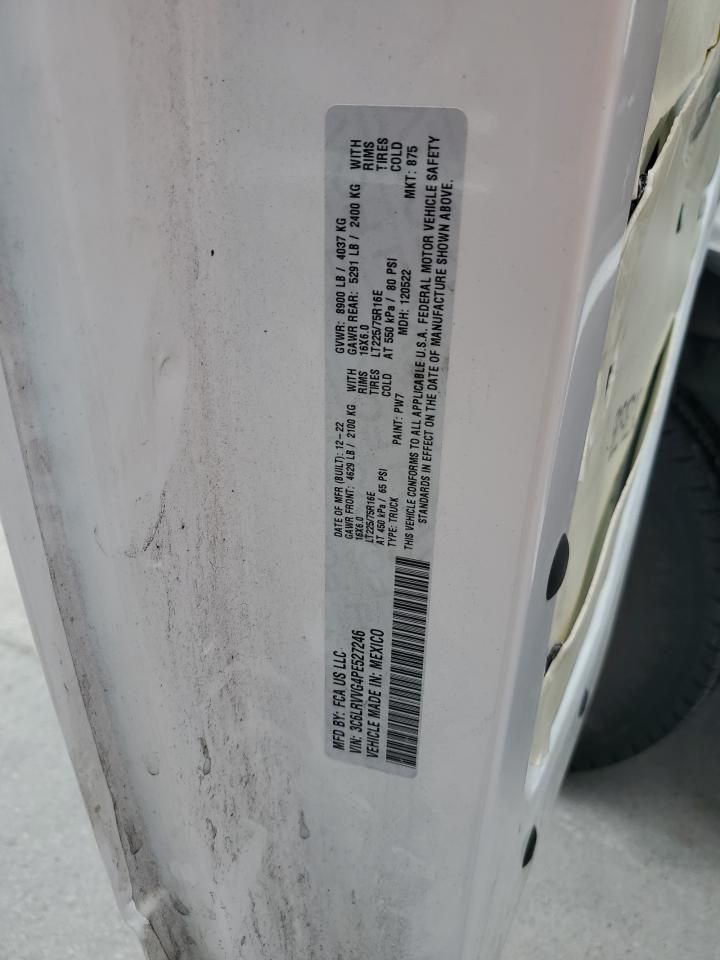 MFD BY: FCA US LLC
VIN: 3C6LRVVG4PE527246
VEHICLE MADE IN: MEXICO
DATE OF MFR (BUILT): 12-22
GAWR FRONT: 4629 LB / 2100 KG WITH
16X6.0 RIMS
LT225/75R16E TIRES
AT 450 kPa / 65 PSI COLD
TYPE: TRUCK PAINT: PW7
GVWR: 8900 LB / 4037 KG
GAWR REAR: 5291 LB / 2400 KG WITH
16X6.0 RIMS
LT225/75R16E TIRES
AT 550 kPa / 80 PSI COLD
MDH: 120522 MKT: 875
THIS VEHICLE CONFORMS TO ALL APPLICABLE U.S.A. FEDERAL MOTOR VEHICLE SAFETY
STANDARDS IN EFFECT ON THE DATE OF MANUFACTURE SHOWN ABOVE.